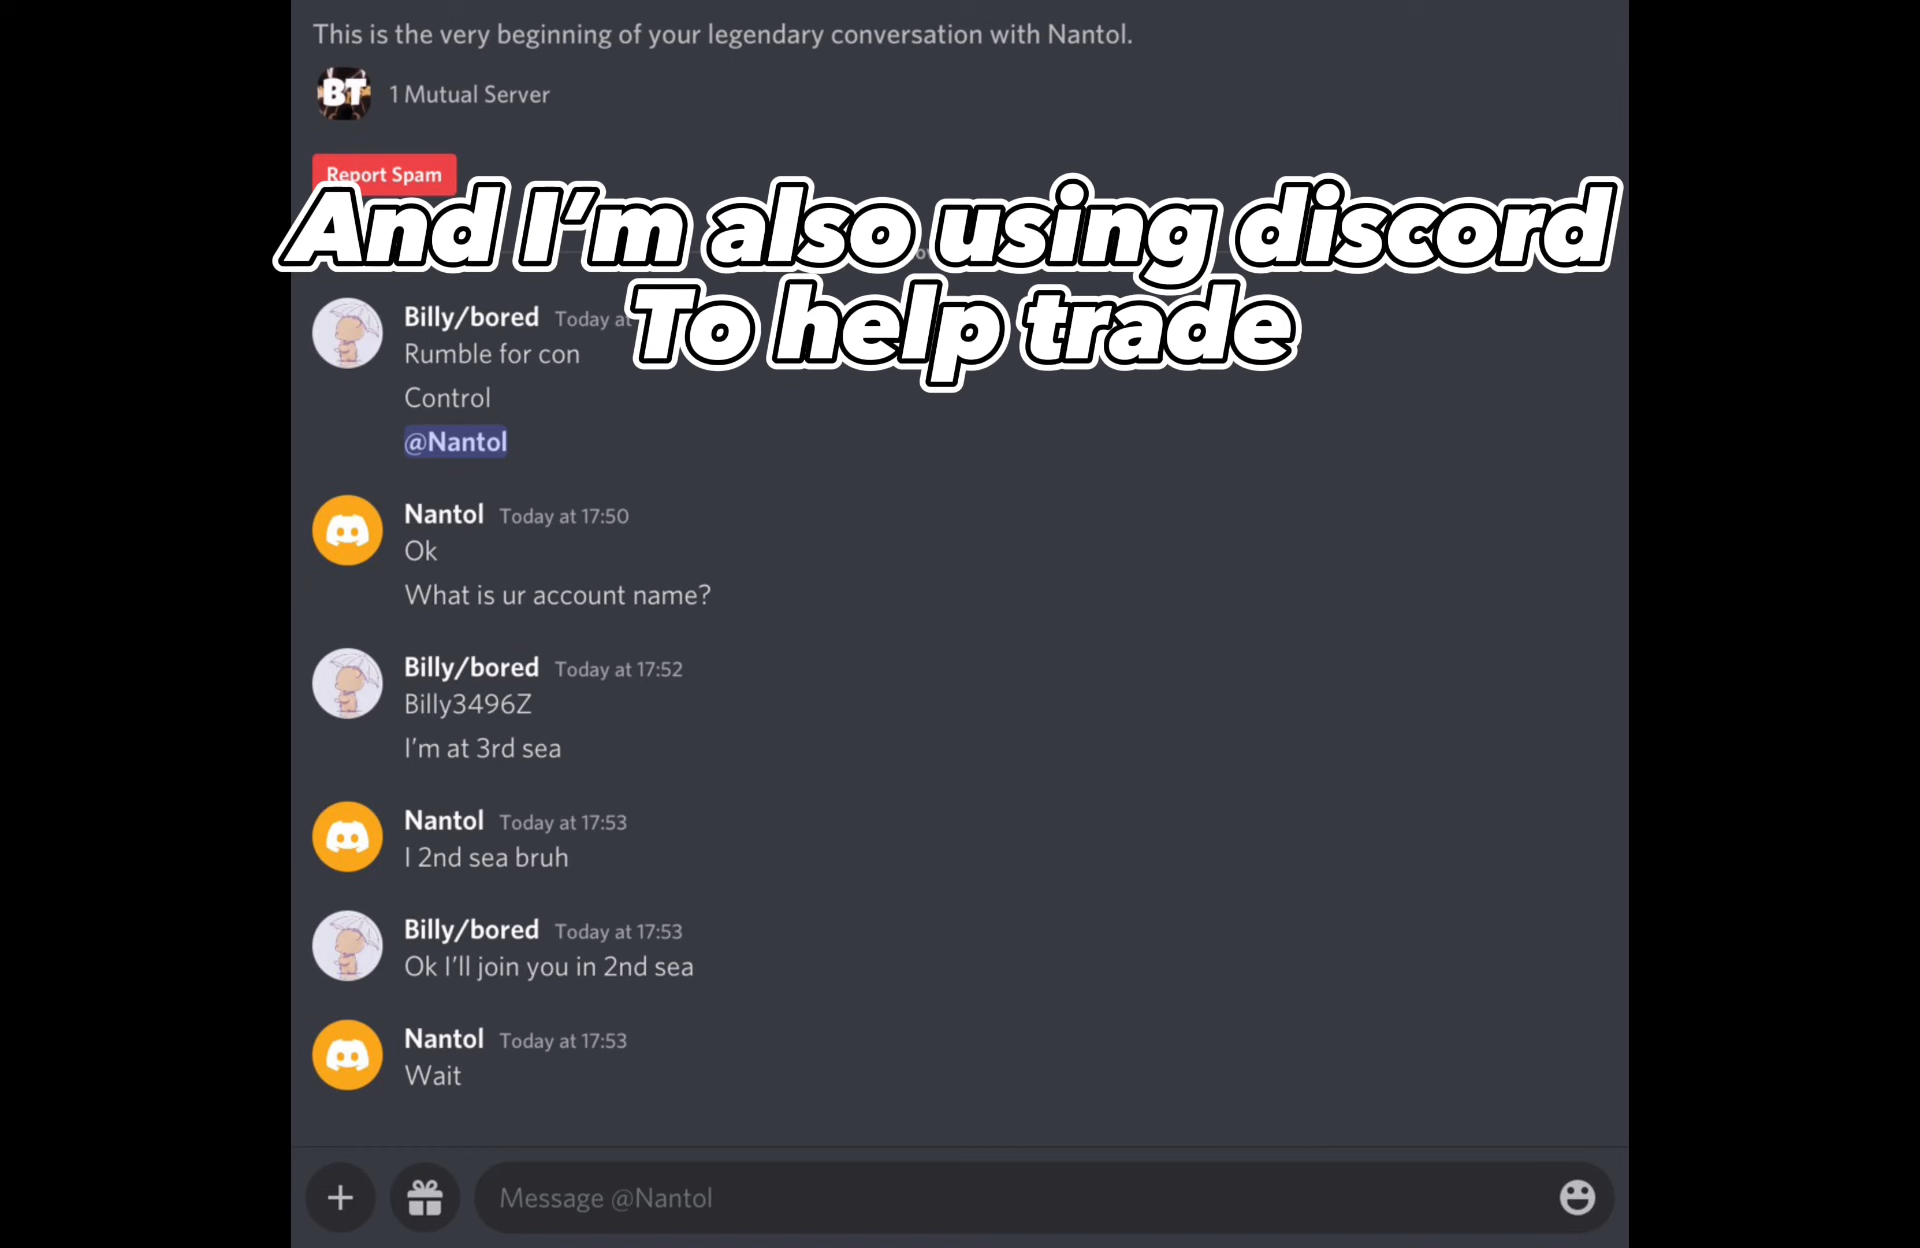 This is the very beginning of your legendary conversation with Nantol.
BT
1 Mutual Server
Report Spam
And I'm also using discord
To help trade
Billy/bored Today at
Rumble for con
Control
@Nantol
Nantol Today at 17:50
Ok
What is ur account name?
Billy/bored Today at 17:52
Billy3496Z
I'm at 3rd sea
Nantol Today at 17:53
I 2nd sea bruh
Billy/bored Today at 17:53
Ok I'll join you in 2nd sea
Nantol Today at 17:53
Wait
Message @Nantol